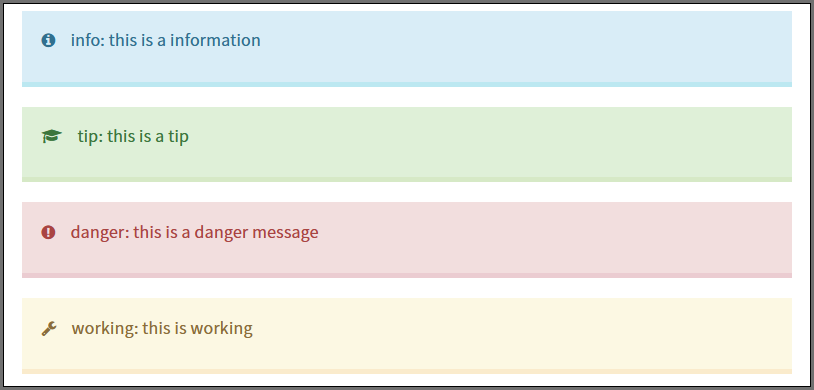 info: this is a information
tip: this is a tip
danger: this is a danger message
working: this is working